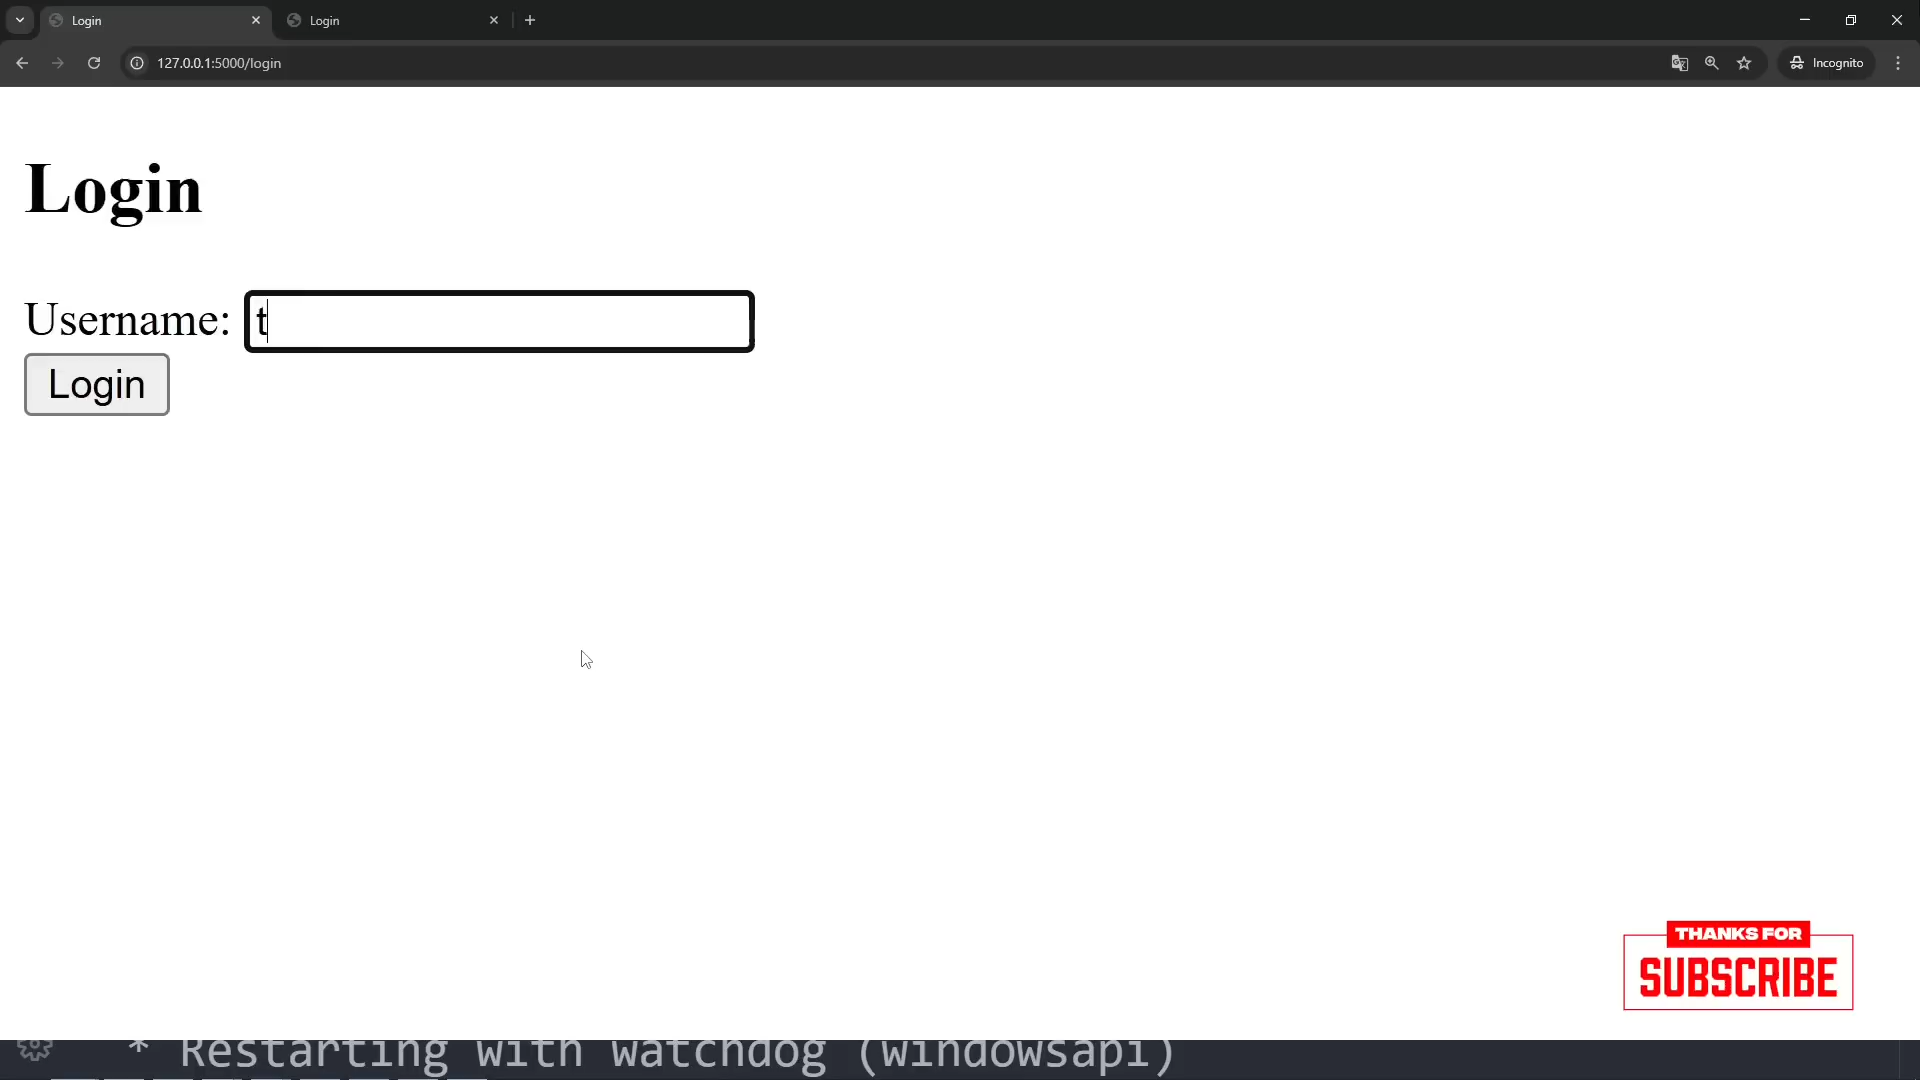 Login
Login
127.0.0.1:5000/login
Incognito
Login
Username: t
Login
THANKS FOR
SUBSCRIBE
* Restarting with watchdog (windowsapi)